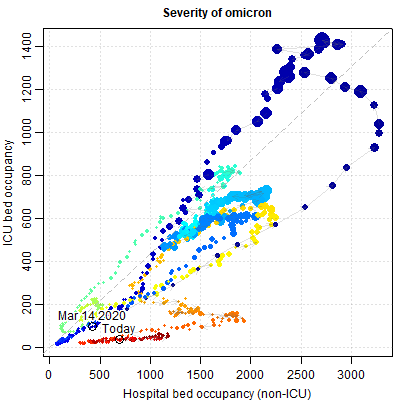 Severity of omicron
ICU bed occupancy
1400
1200
1000
800
600
400
200
0
Mar 14 2020
Today
0 500 1000 1500 2000 2500 3000
Hospital bed occupancy (non-ICU)